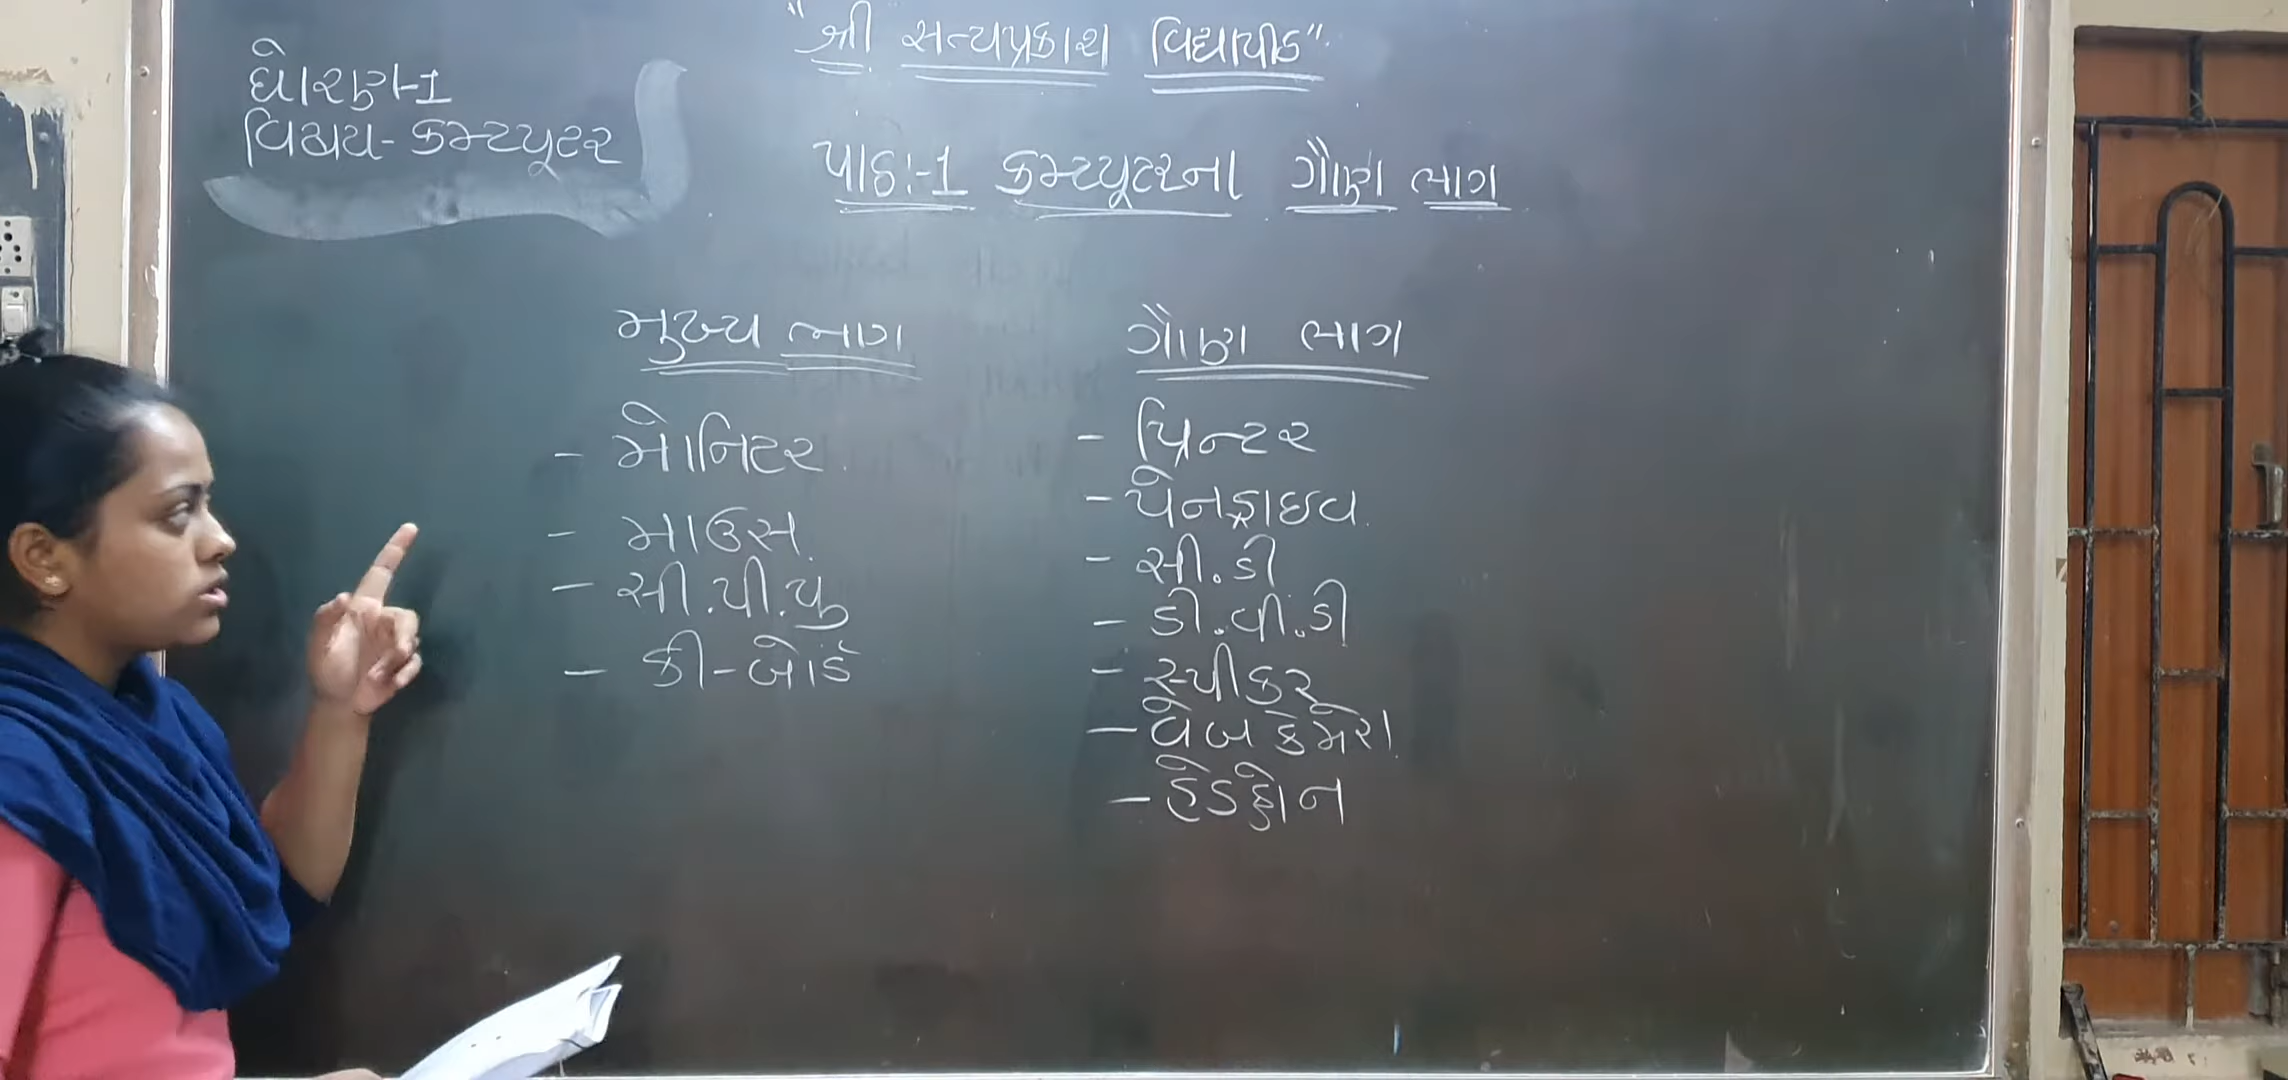 "શ્રી સત્યપ્રકાશ વિદ્યાપીઠ"
ધોરણ-1
વિષય-કમ્પ્યૂટર
પાઠઃ-1 કમ્પ્યૂટરના ગૌણ ભાગ
મુખ્ય ભાગ
- મોનિટર
- માઉસ
- સી.પી.યુ
- કી-બોર્ડ
ગૌણ ભાગ
- પ્રિન્ટર
- પેનડ્રાઇવ
- સી.ડી
- ડી.વી.ડી
- સ્પીકર
- વેબ કેમેરા
- હેડફોન